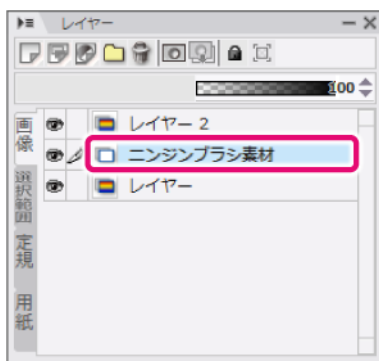 レイヤー
100
画像
選択範囲
定規
用紙
レイヤー 2
ニンジンブラシ素材
レイヤー